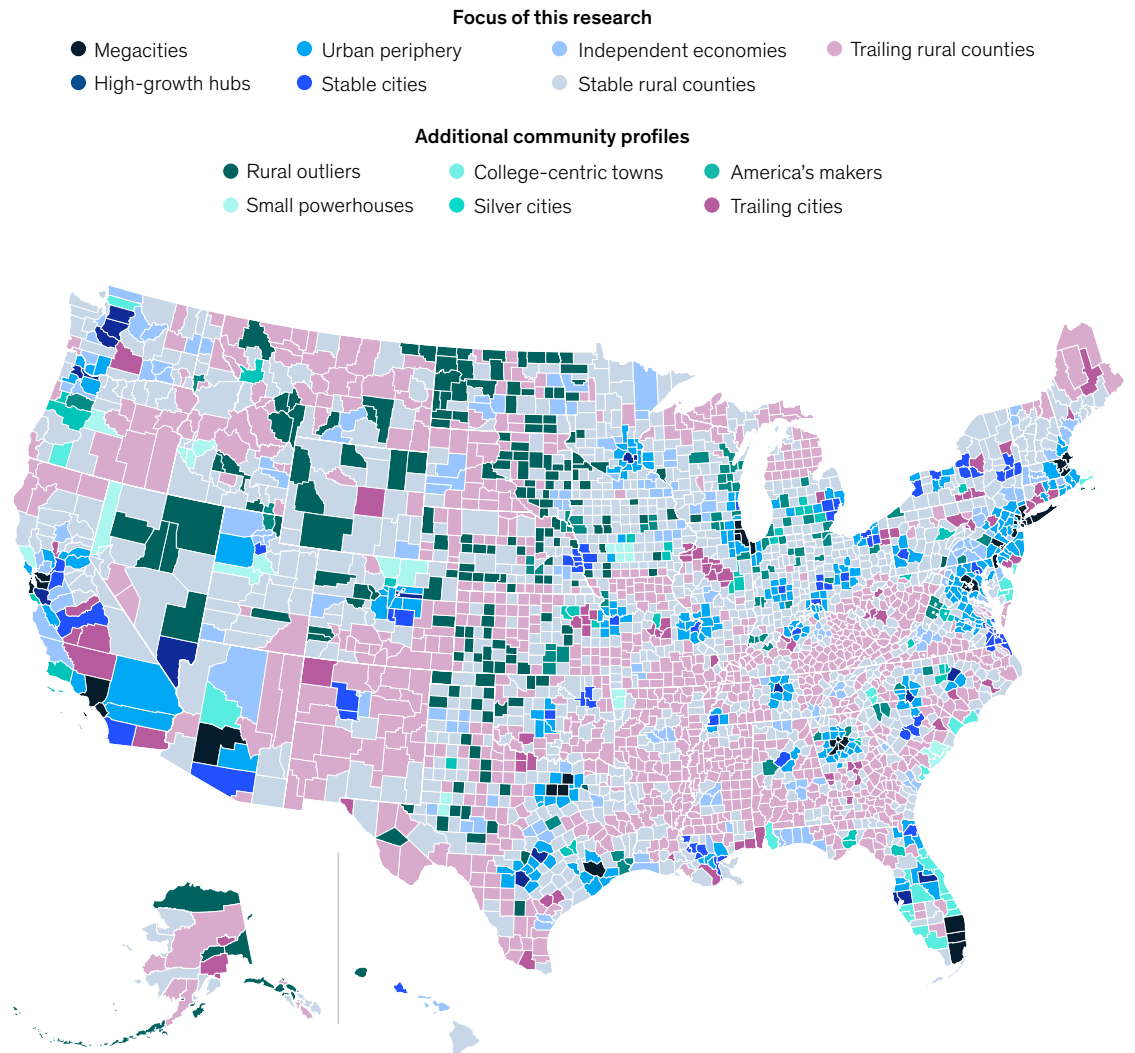 Focus of this research
Megacities
Urban periphery
Independent economies
Trailing rural counties
High-growth hubs
Stable cities
Stable rural counties
Additional community profiles
Rural outliers
College-centric towns
America's makers
Small powerhouses
Silver cities
Trailing cities